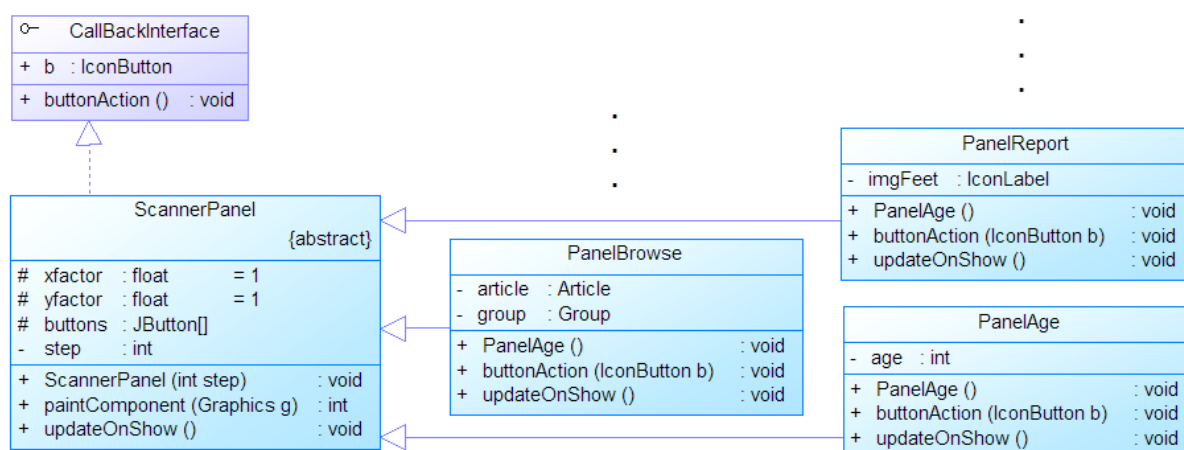 CallBackInterface
+ b : IconButton
+ buttonAction () : void
ScannerPanel
{abstract}
# xfactor : float = 1
# yfactor : float = 1
# buttons : JButton[]
- step : int
+ ScannerPanel (int step) : void
+ paintComponent (Graphics g) : int
+ updateOnShow () : void
PanelBrowse
- article : Article
- group : Group
+ PanelAge () : void
+ buttonAction (IconButton b) : void
+ updateOnShow () : void
PanelReport
- imgFeet : IconLabel
+ PanelAge () : void
+ buttonAction (IconButton b) : void
+ updateOnShow () : void
PanelAge
- age : int
+ PanelAge () : void
+ buttonAction (IconButton b) : void
+ updateOnShow () : void